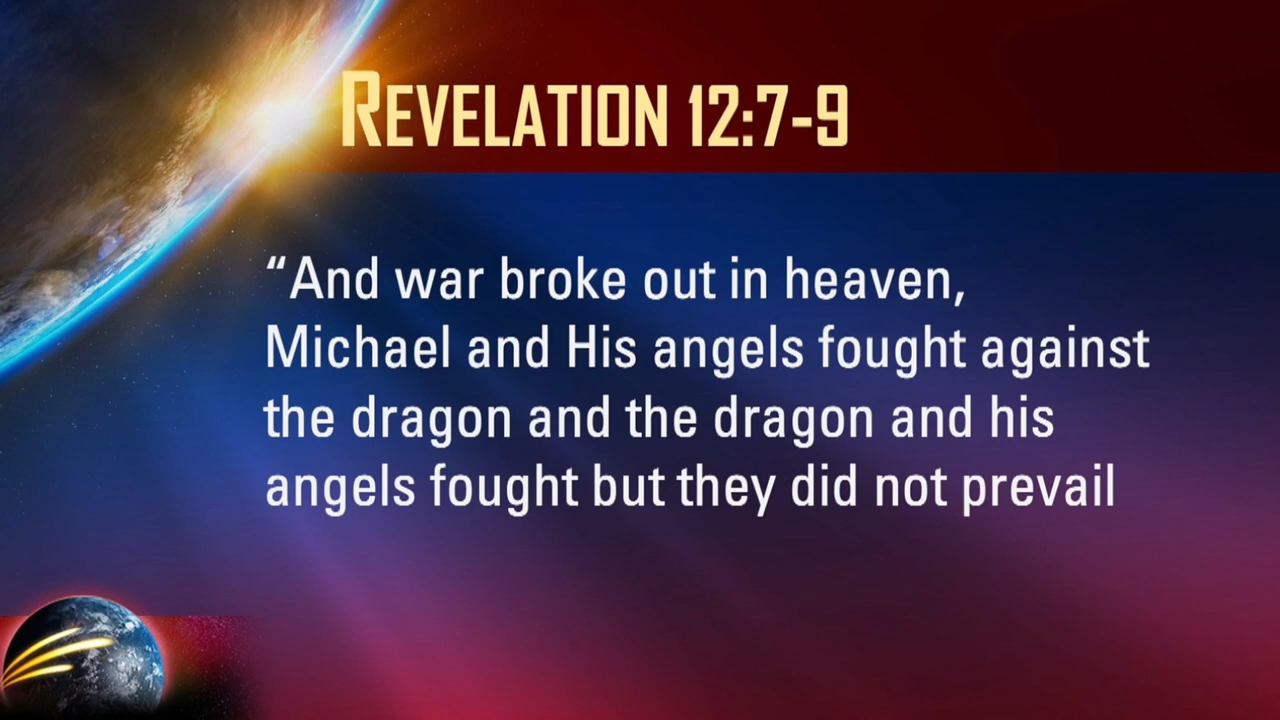 REVELATION 12:7-9
“And war broke out in heaven,
Michael and His angels fought against
the dragon and the dragon and his
angels fought but they did not prevail